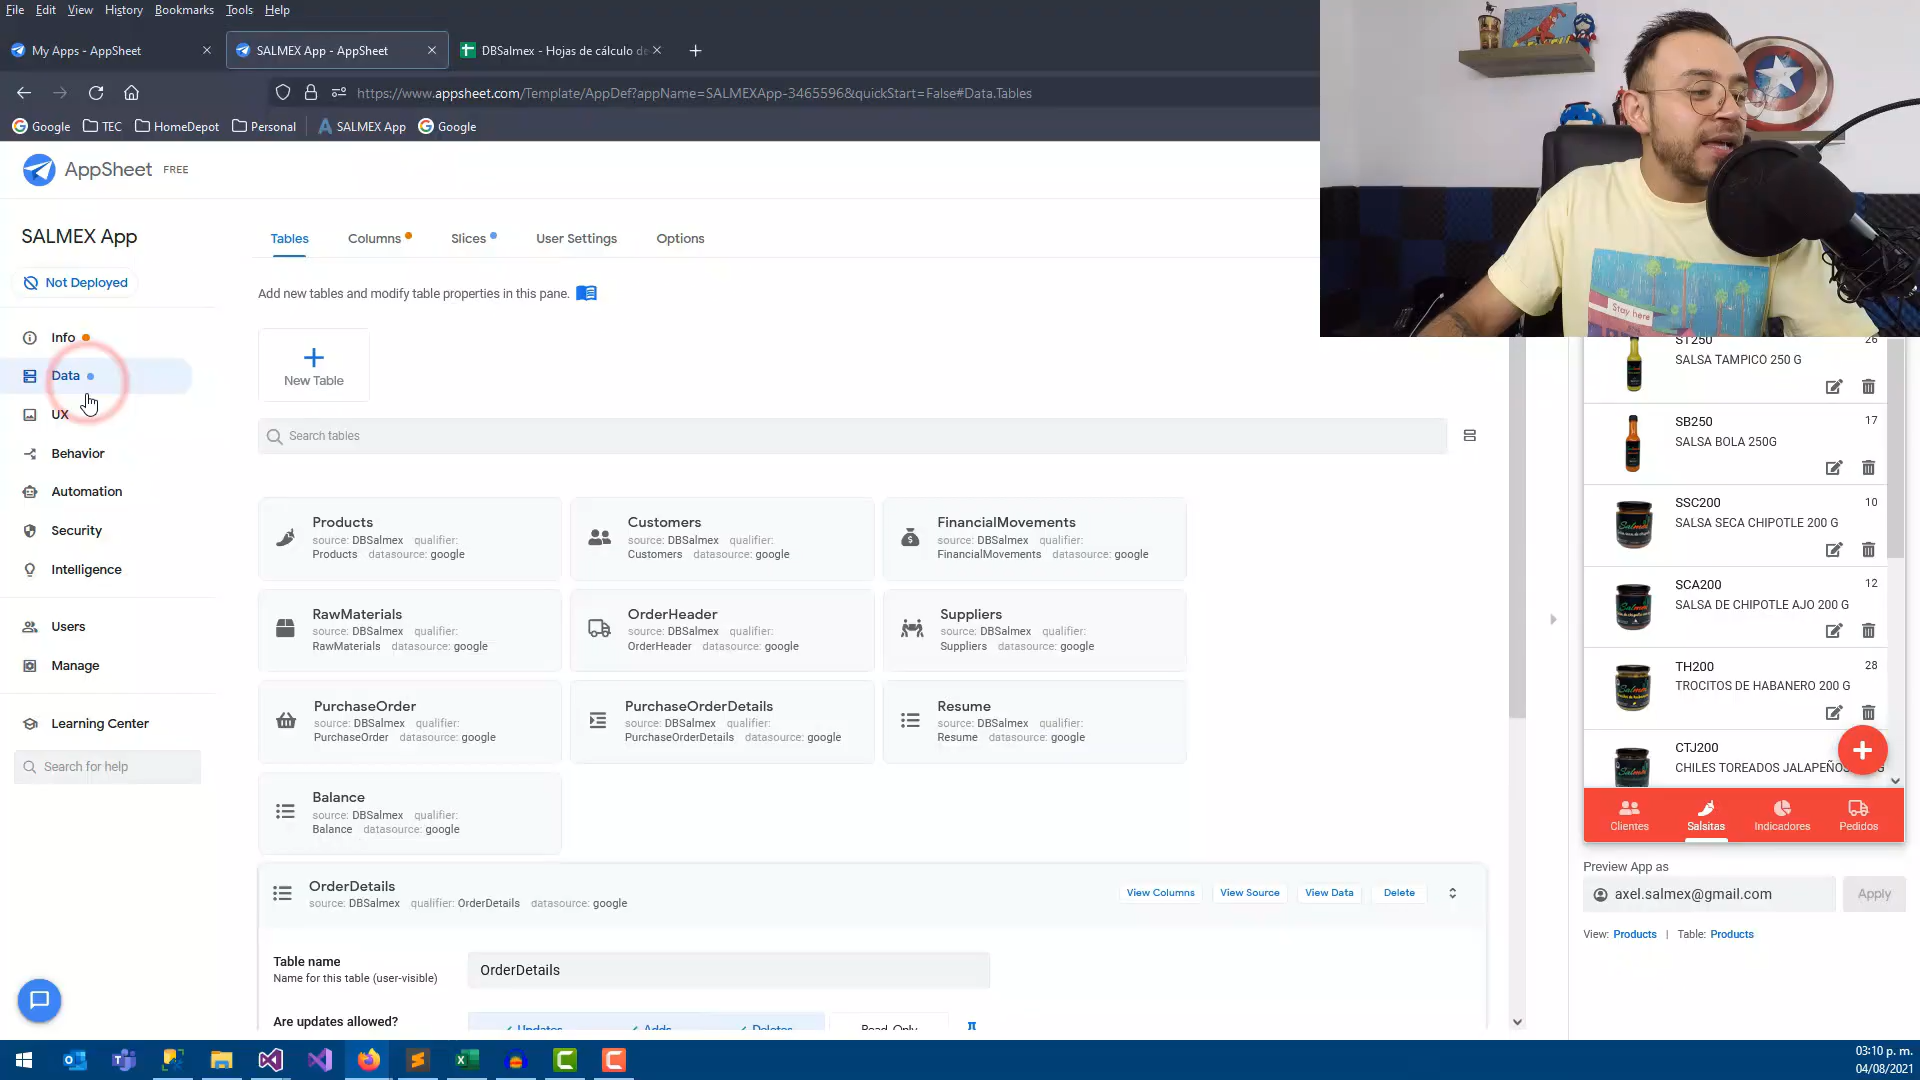 File Edit View History Bookmarks Tools Help
My Apps - AppSheet
SALMEX App - AppSheet
DBSalmex - Hojas de cálculo d
https://www.appsheet.com/Template/AppDef?appName=SALMEXApp-3465596&quickStart=False#Data.Tables
Google TEC HomeDepot Personal SALMEX App Google
AppSheet FREE
SALMEX App
Not Deployed
Info
Data
UX
Behavior
Automation
Security
Intelligence
Users
Manage
Learning Center
Search for help
Tables Columns Slices User Settings Options
Add new tables and modify table properties in this pane.
New Table
Search tables
Products
source: DBSalmex qualifier:
Products datasource: google
Customers
source: DBSalmex qualifier:
Customers datasource: google
FinancialMovements
source: DBSalmex qualifier:
FinancialMovements datasource: google
RawMaterials
source: DBSalmex qualifier:
RawMaterials datasource: google
OrderHeader
source: DBSalmex qualifier:
OrderHeader datasource: google
Suppliers
source: DBSalmex qualifier:
Suppliers datasource: google
PurchaseOrder
source: DBSalmex qualifier:
PurchaseOrder datasource: google
PurchaseOrderDetails
source: DBSalmex qualifier:
PurchaseOrderDetails datasource: google
Resume
source: DBSalmex qualifier:
Resume datasource: google
Balance
source: DBSalmex qualifier:
Balance datasource: google
OrderDetails
source: DBSalmex qualifier: OrderDetails datasource: google
View Columns View Source View Data Delete
Table name
Name for this table (user-visible)
OrderDetails
Are updates allowed?
Updates Adds Deletes Read-Only
Stay here
ST250 26
SALSA TAMPICO 250 G
SB250 17
SALSA BOLA 250G
SSC200 10
SALSA SECA CHIPOTLE 200 G
SCA200 12
SALSA DE CHIPOTLE AJO 200 G
TH200 28
TROCITOS DE HABANERO 200 G
CTJ200
CHILES TOREADOS JALAPEÑOS
Clientes Salsitas Indicadores Pedidos
Preview App as
axel.salmex@gmail.com Apply
View: Products | Table: Products
03:10 p. m.
04/08/2021